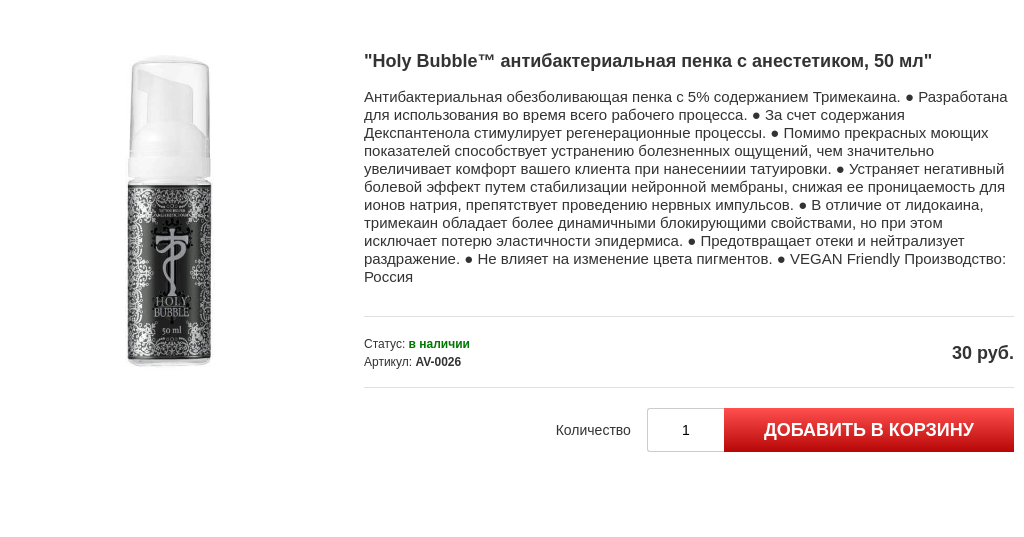 "Holy Bubble™ антибактериальная пенка с анестетиком, 50 мл"
Антибактериальная обезболивающая пенка с 5% содержанием Тримекаина. ● Разработана
для использования во время всего рабочего процесса. ● За счет содержания
Декспантенола стимулирует регенерационные процессы. ● Помимо прекрасных моющих
показателей способствует устранению болезненных ощущений, чем значительно
увеличивает комфорт вашего клиента при нанесениии татуировки. ● Устраняет негативный
болевой эффект путем стабилизации нейронной мембраны, снижая ее проницаемость для
ионов натрия, препятствует проведению нервных импульсов. ● В отличие от лидокаина,
тримекаин обладает более динамичными блокирующими свойствами, но при этом
исключает потерю эластичности эпидермиса. ● Предотвращает отеки и нейтрализует
раздражение. ● Не влияет на изменение цвета пигментов. ● VEGAN Friendly Производство:
Россия
HOLY
BUBBLE
50 ml
Статус: в наличии
Артикул: AV-0026
30 руб.
Количество
1
ДОБАВИТЬ В КОРЗИНУ